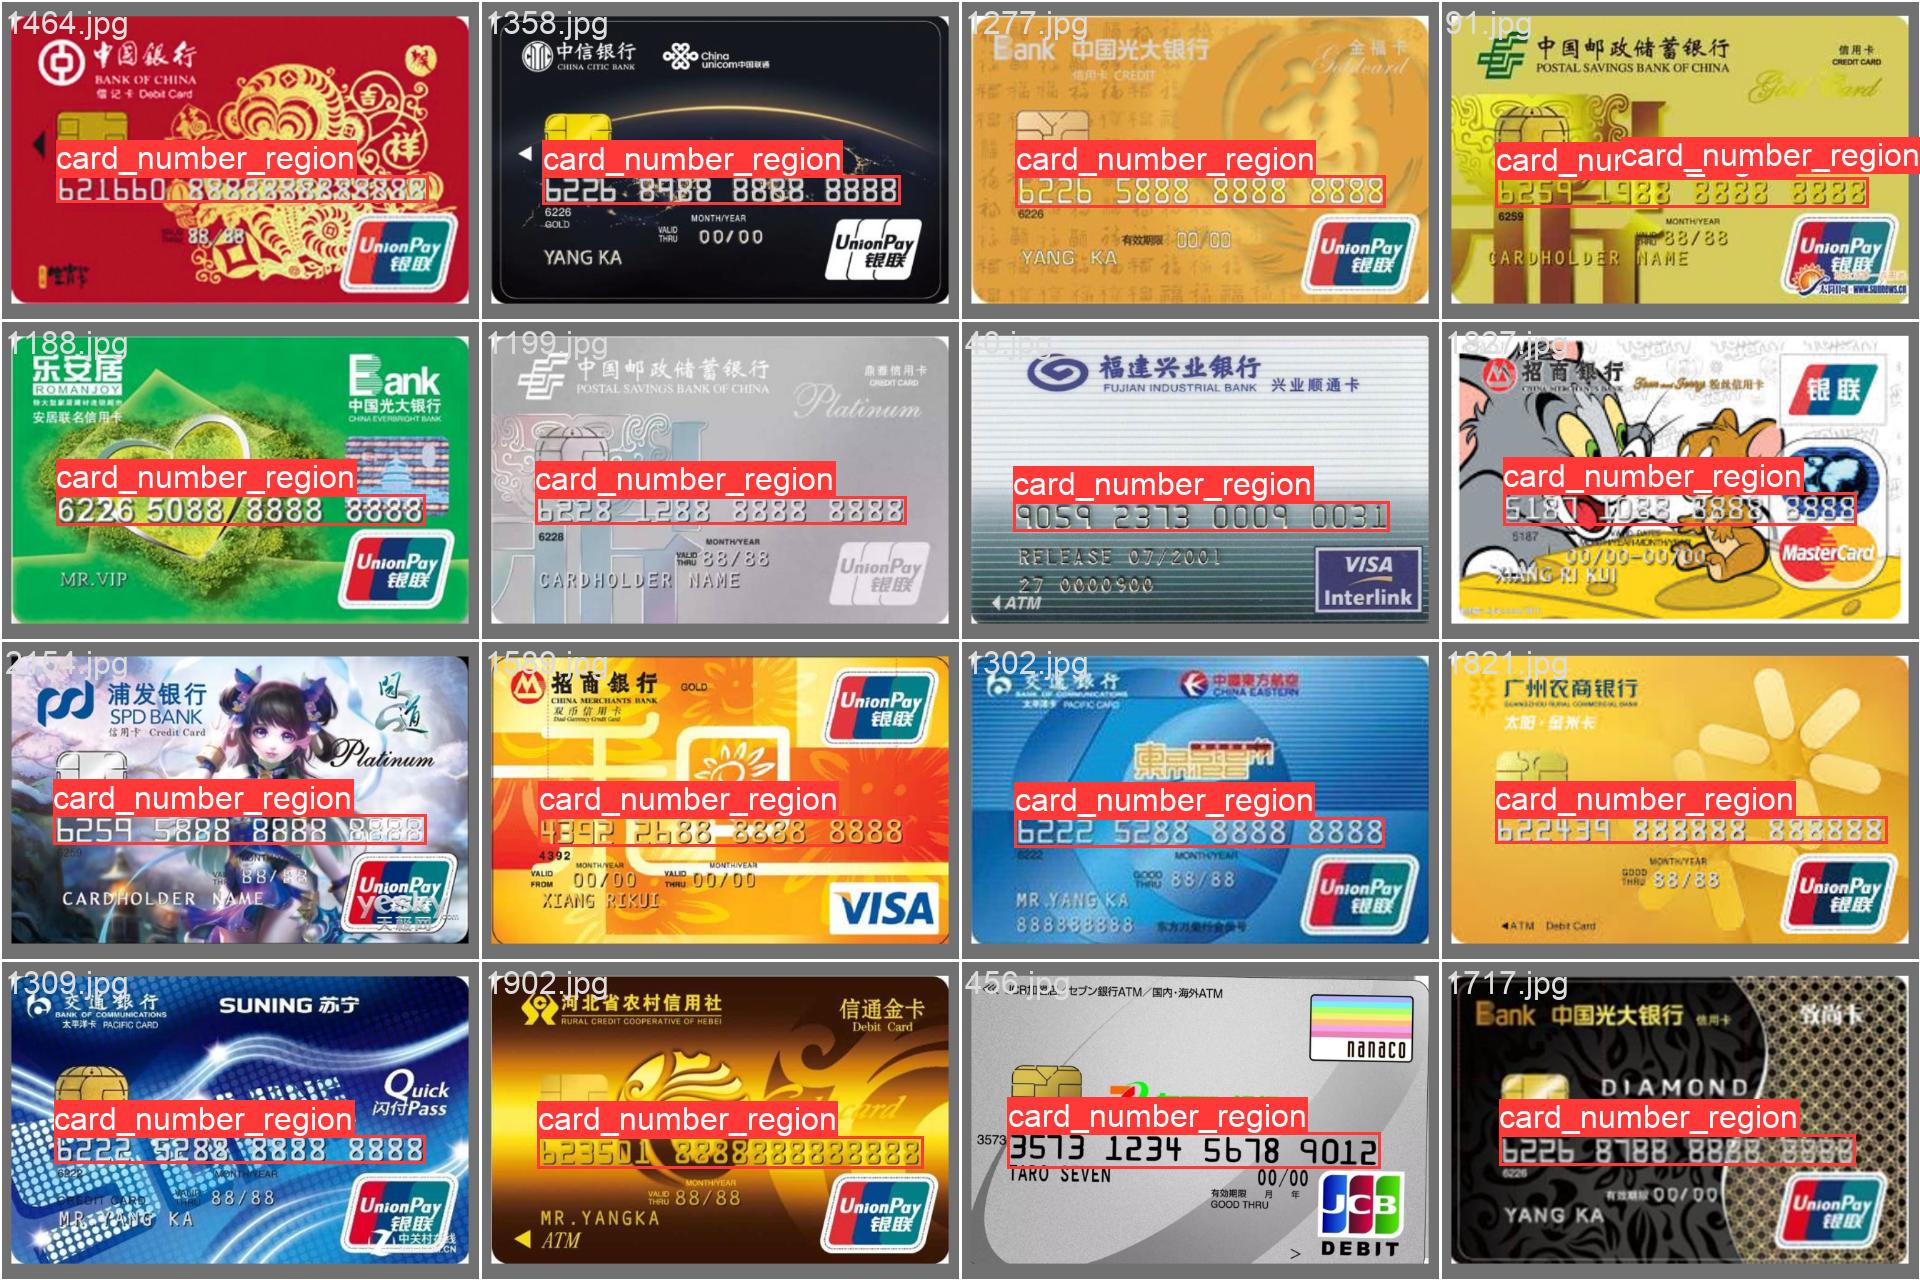 1464.jpg
中国银行
BANK OF CHINA
借记卡 Debit Card
吉
祥
card_number_region
621660 8888888888888
88/88
UnionPay
银联
1358.jpg
中信银行
CHINA CITIC BANK
China
unicom中国联通
card_number_region
6226 8988 8888 8888
6226
GOLD
MONTH/YEAR
VALID
THRU
00/00
YANG KA
UnionPay
银联
1277.jpg
Bank 中国光大银行
信用卡 CREDIT
金福卡
Goldcard
福
card_number_region
6226 5888 8888 8888
6226
有效期限 00/00
YANG KA
UnionPay
银联
91.jpg
中国邮政储蓄银行
POSTAL SAVINGS BANK OF CHINA
信用卡
CREDIT CARD
Gold Card
card_nur
card_number_region
6259 1988 8888 8888
6259
MONTH/YEAR
88/88
CARDHOLDER NAME
UnionPay
银联
1188.jpg
乐安居
ROMANJOY
安居联名信用卡
Bank
中国光大银行
CHINA EVERBRIGHT BANK
card_number_region
6226 5088 8888 8888
MR.VIP
UnionPay
银联
1199.jpg
中国邮政储蓄银行
POSTAL SAVINGS BANK OF CHINA
鼎雅信用卡
CREDIT CARD
Platinum
card_number_region
6228 1288 8888 8888
6228
MONTH/YEAR
VALID
THRU
88/88
CARDHOLDER NAME
UnionPay
银联
40.jpg
福建兴业银行
FUJIAN INDUSTRIAL BANK 兴业顺通卡
card_number_region
9059 2373 0009 0031
RELEASE 07/2001
27 0000900
ATM
VISA
Interlink
1827.jpg
招商银行
CHINA MERCHANTS BANK
Tom and Jerry 粉丝信用卡
银联
card_number_region
5187 1088 8888 8888
5187
00/00-00/00
XIANG RI KUI
MasterCard
2154.jpg
浦发银行
SPD BANK
信用卡 Credit Card
问道
Platinum
card_number_region
6259 5888 8888 8888
6259
88/88
CARDHOLDER NAME
UnionPay
yesky
天极网
1589.jpg
招商银行
CHINA MERCHANTS BANK
双币信用卡
Dual-Currency Credit Card
GOLD
UnionPay
银联
card_number_region
4392 2688 8888 8888
4392
MONTH/YEAR
MONTH/YEAR
VALID
FROM
00/00
VALID
THRU
00/00
XIANG RIKUI
VISA
1302.jpg
交通银行
BANK OF COMMUNICATIONS
太平洋卡 PACIFIC CARD
中國東方航空
CHINA EASTERN
card_number_region
6222 5288 8888 8888
6222
MONTH/YEAR
GOOD
THRU
88/88
MR.YANG KA
888888888
UnionPay
银联
1821.jpg
广州农商银行
GUANGZHOU RURAL COMMERCIAL BANK
太阳·金米卡
card_number_region
622439 888888 888888
MONTH/YEAR
GOOD
THRU
88/88
ATM Debit Card
UnionPay
银联
1309.jpg
交通银行
BANK OF COMMUNICATIONS
太平洋卡 PACIFIC CARD
SUNING 苏宁
Quick
闪付Pass
card_number_region
6222 5288 8888 8888
6222
MONTH/YEAR
88/88
CREDIT CARD
MR. YANG KA
UnionPay
银联
中关村在线
1902.jpg
河北省农村信用社
RURAL CREDIT COOPERATIVE OF HEBEI
信通金卡
Debit Card
card_number_region
623501 8888888888888
MONTH/YEAR
VALID
THRU
88/88
MR.YANGKA
ATM
UnionPay
银联
456.jpg
セブン銀行ATM／国内・海外ATM
nanaco
card_number_region
3573
3573 1234 5678 9012
TARO SEVEN
00/00
有効期限 月 年
GOOD THRU
JCB
DEBIT
1717.jpg
Bank 中国光大银行 信用卡
致尚卡
DIAMOND
card_number_region
6226 8188 8888 8888
6226
有效期限 00/00
YANG KA
UnionPay
银联